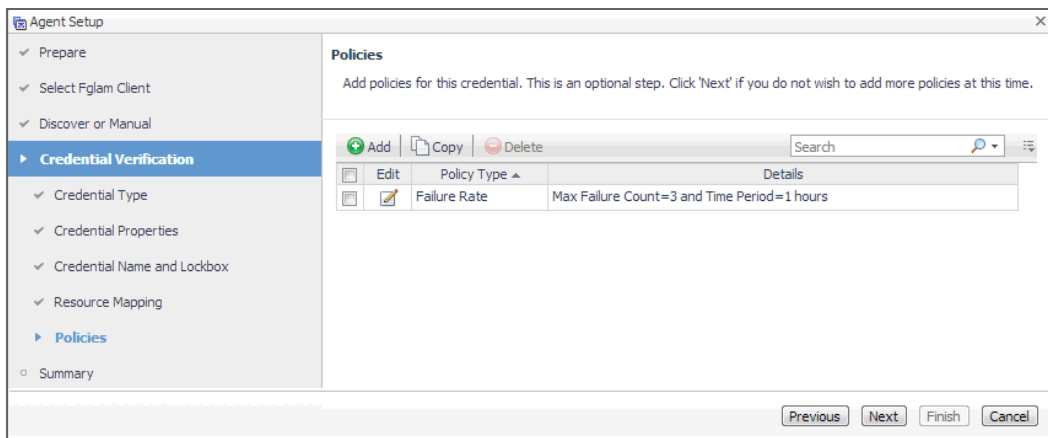 Agent Setup
Prepare
Select Fglam Client
Discover or Manual
Credential Verification
Credential Type
Credential Properties
Credential Name and Lockbox
Resource Mapping
Policies
Summary
Policies
Add policies for this credential. This is an optional step. Click 'Next' if you do not wish to add more policies at this time.
Add Copy Delete Search
Edit Policy Type Details
Failure Rate Max Failure Count=3 and Time Period=1 hours
Previous Next Finish Cancel